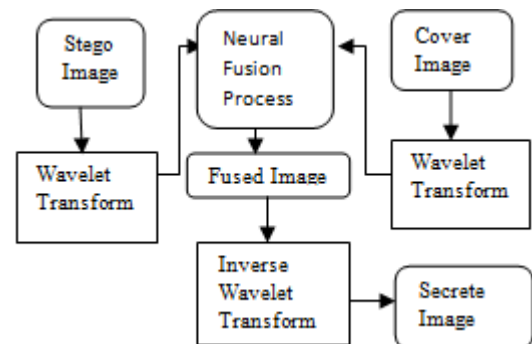 Stego
Image
Neural
Fusion
Process
Cover
Image
Wavelet
Transform
Fused Image
Wavelet
Transform
Inverse
Wavelet
Transform
Secrete
Image